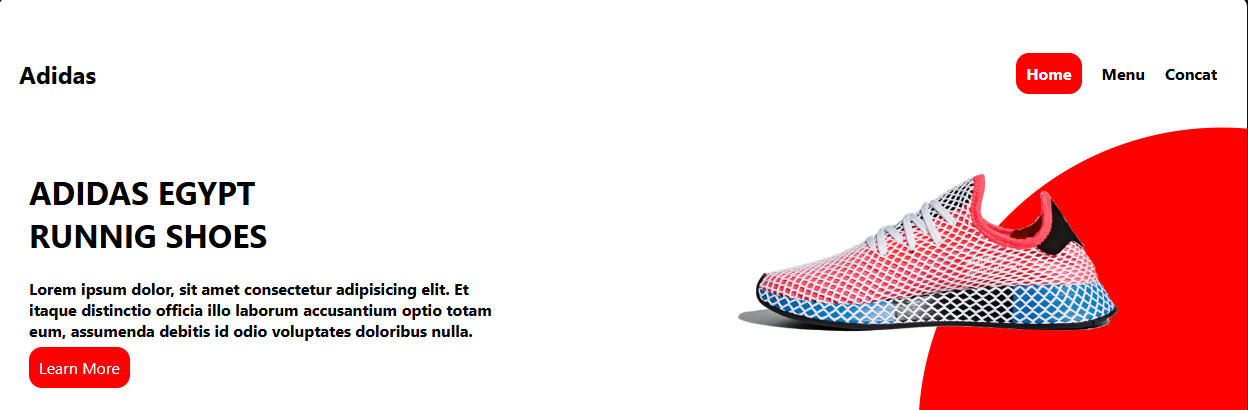 Adidas
Home Menu Concat
ADIDAS EGYPT
RUNNIG SHOES
Lorem ipsum dolor, sit amet consectetur adipisicing elit. Et
itaque distinctio officia illo laborum accusantium optio totam
eum, assumenda debitis id odio voluptates doloribus nulla.
Learn More